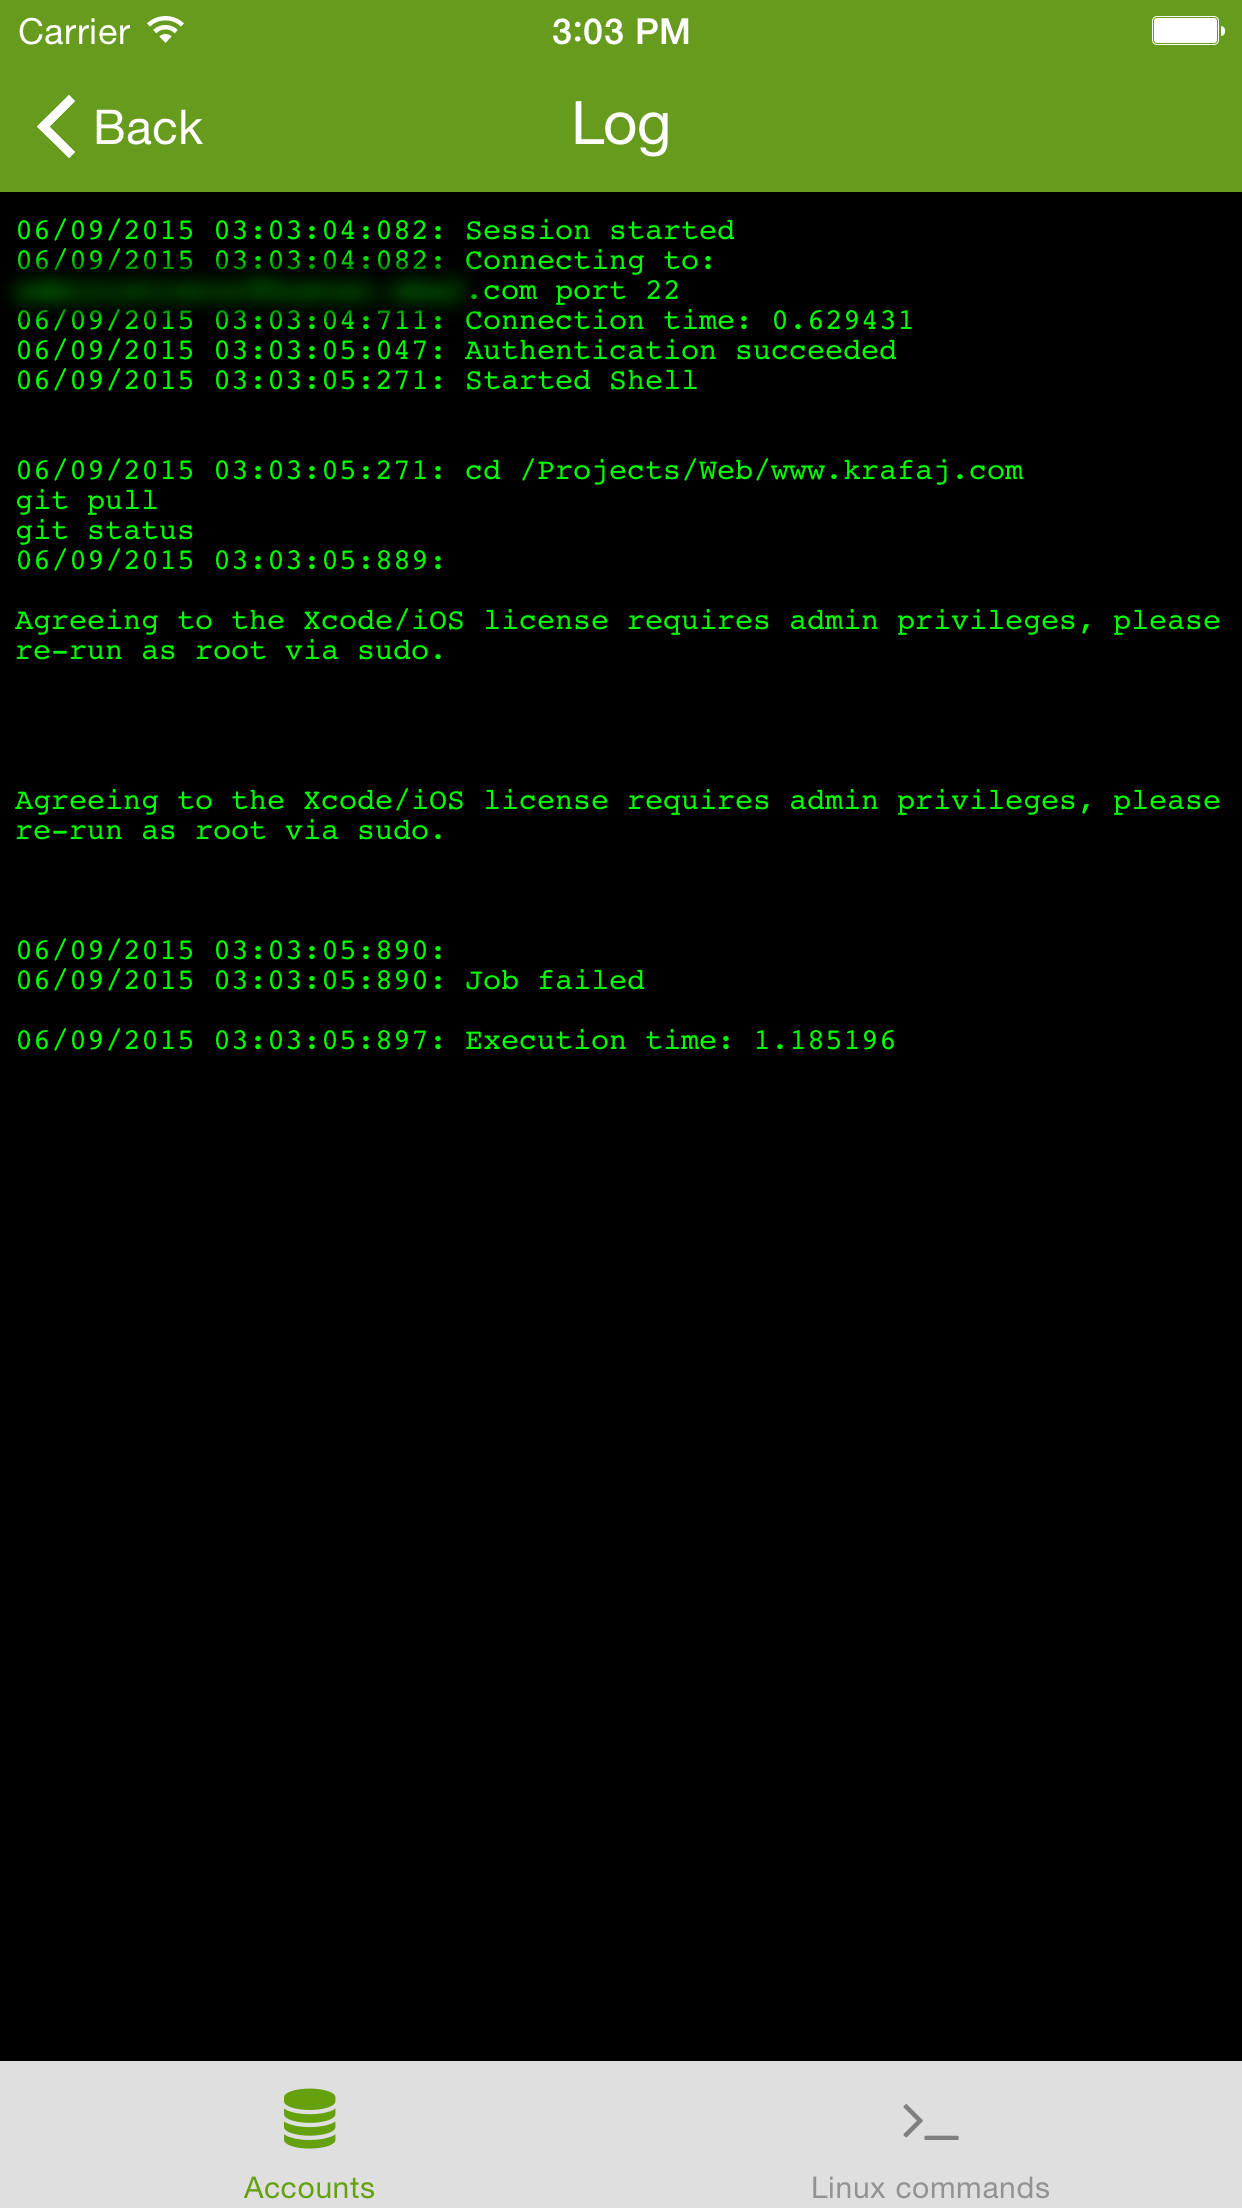 Carrier 3:03 PM
Back Log
06/09/2015 03:03:04:082: Session started
06/09/2015 03:03:04:082: Connecting to:
.com port 22
06/09/2015 03:03:04:711: Connection time: 0.629431
06/09/2015 03:03:05:047: Authentication succeeded
06/09/2015 03:03:05:271: Started Shell
06/09/2015 03:03:05:271: cd /Projects/Web/www.krafaj.com
git pull
git status
06/09/2015 03:03:05:889:
Agreeing to the Xcode/iOS license requires admin privileges, please
re-run as root via sudo.
Agreeing to the Xcode/iOS license requires admin privileges, please
re-run as root via sudo.
06/09/2015 03:03:05:890:
06/09/2015 03:03:05:890: Job failed
06/09/2015 03:03:05:897: Execution time: 1.185196
Accounts Linux commands